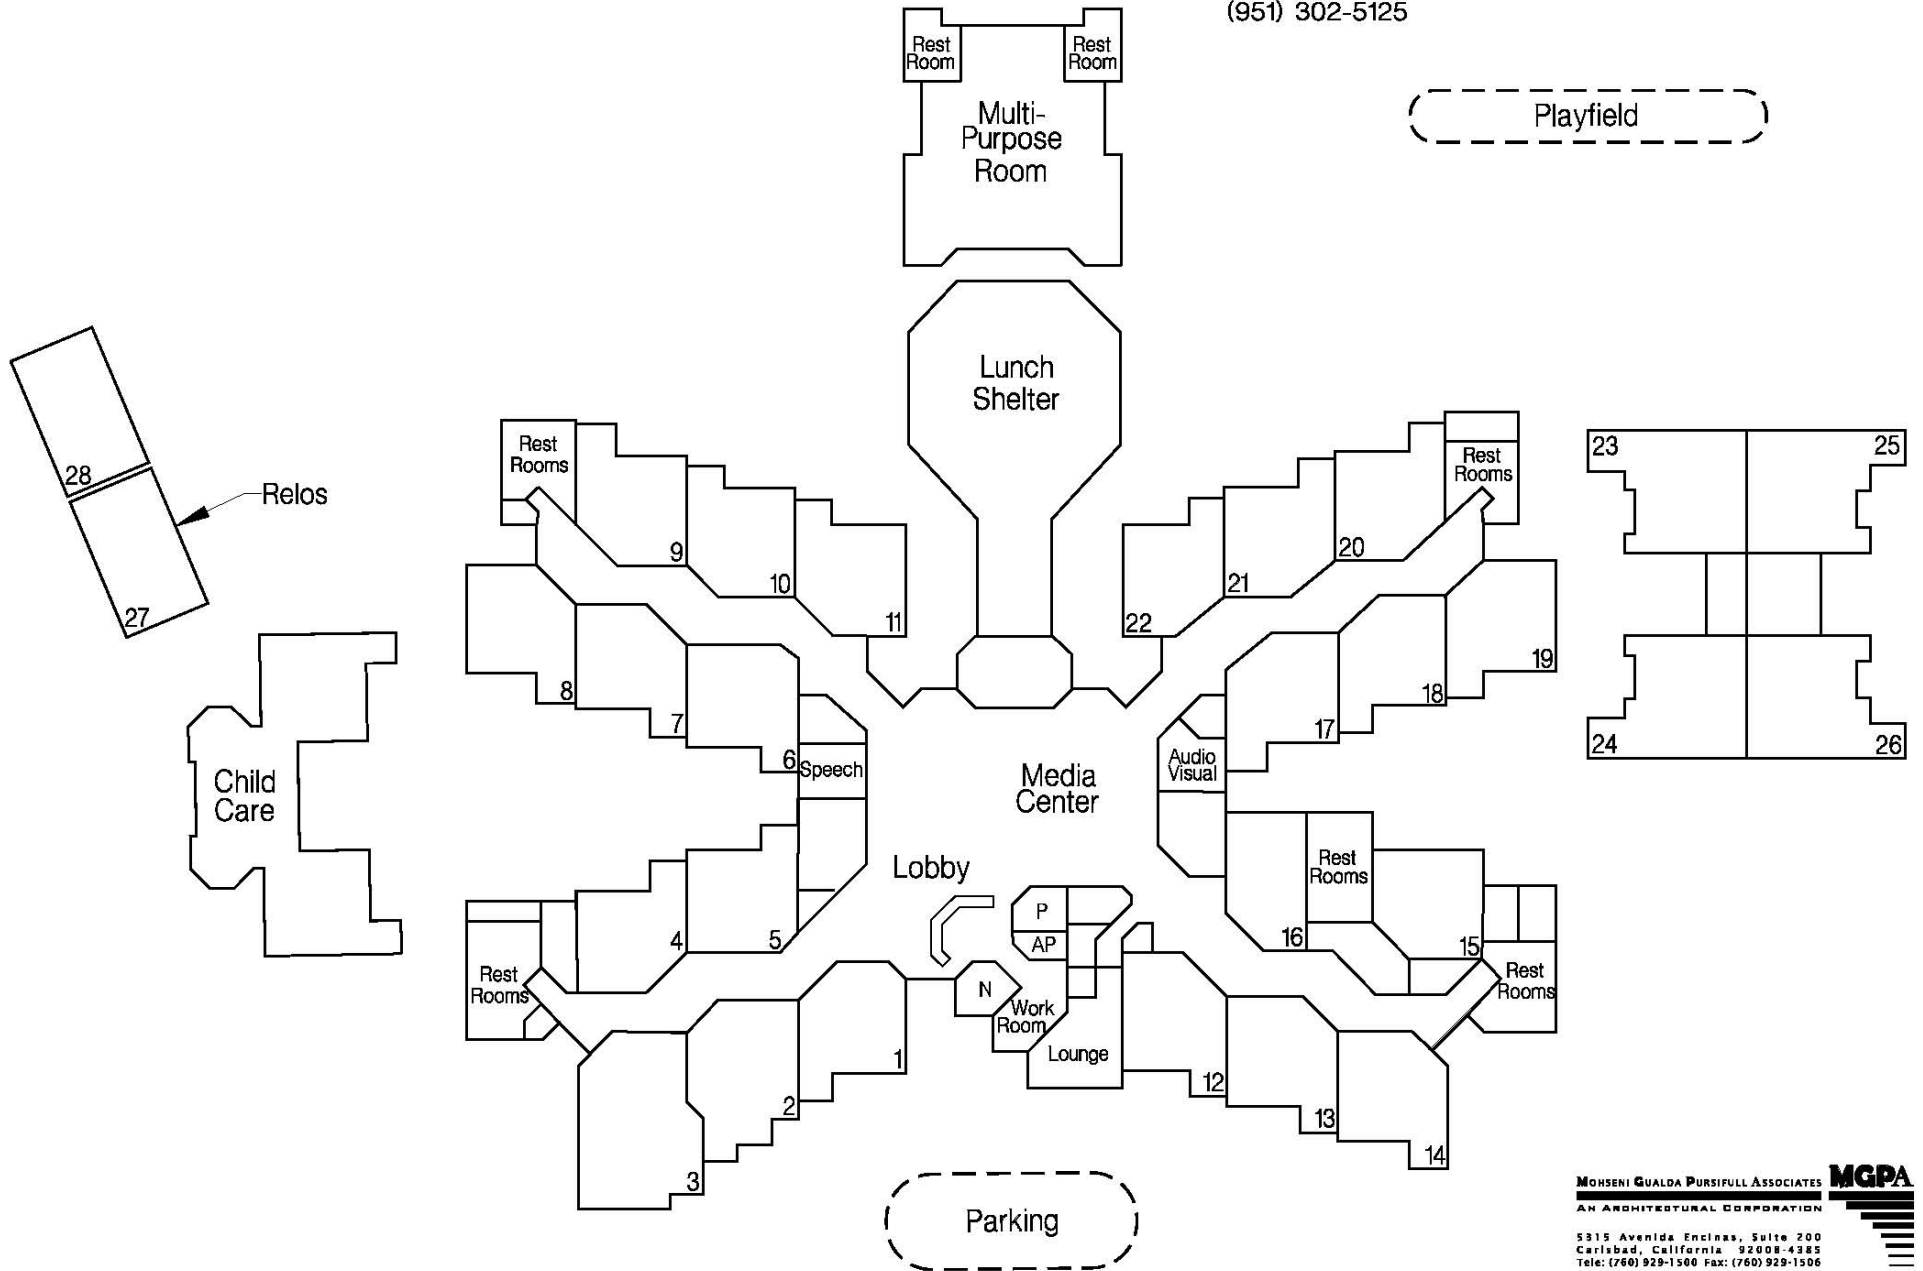 (951) 302-5125
Rest
Room
Rest
Room
Multi-
Purpose
Room
Playfield
Lunch
Shelter
28
Relos
27
Rest
Rooms
9
10
11
8
7
6
Speech
Rest
Rooms
20
21
22
19
18
17
Audio
Visual
23
25
24
26
Child
Care
Media
Center
Lobby
P
AP
N
Work
Room
Lounge
4
5
Rest
Rooms
1
2
3
Rest
Rooms
16
15
Rest
Rooms
12
13
14
Parking
MOHSENI GUALDA PURSIFULL ASSOCIATES
MGPA
AN ARCHITECTURAL CORPORATION
5315 Avenida Encinas, Suite 200
Carlsbad, California 92008-4385
Tele: (760) 929-1500 Fax: (760) 929-1506